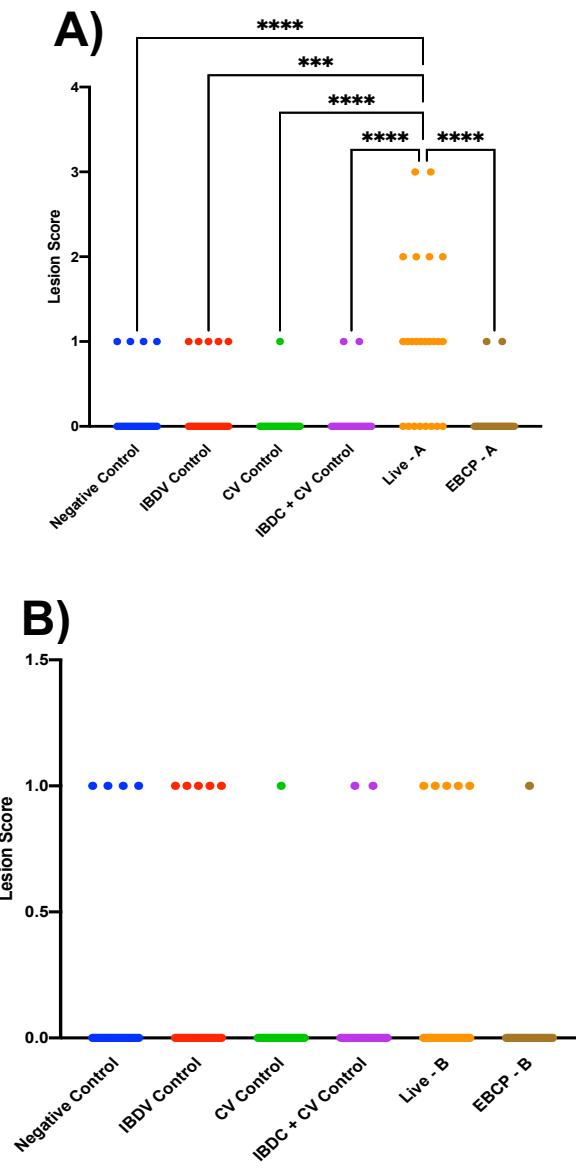 A)
****
***
****
**** ****
4
3
2
1
0
Lesion Score
Negative Control
IBDV Control
CV Control
IBDC + CV Control
Live - A
EBCP - A
B)
1.5
1.0
0.5
0.0
Lesion Score
Negative Control
IBDV Control
CV Control
IBDC + CV Control
Live - B
EBCP - B